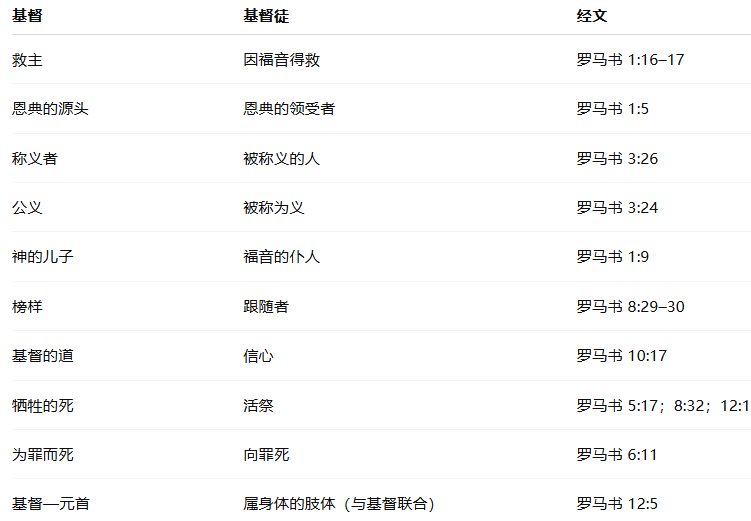 基督 基督徒 经文
救主 因福音得救 罗马书 1:16–17
恩典的源头 恩典的领受者 罗马书 1:5
称义者 被称义的人 罗马书 3:26
公义 被称为义 罗马书 3:24
神的儿子 福音的仆人 罗马书 1:9
榜样 跟随者 罗马书 8:29–30
基督的道 信心 罗马书 10:17
牺牲的死 活祭 罗马书 5:17；8:32；12:1
为罪而死 向罪死 罗马书 6:11
基督—元首 属身体的肢体（与基督联合） 罗马书 12:5